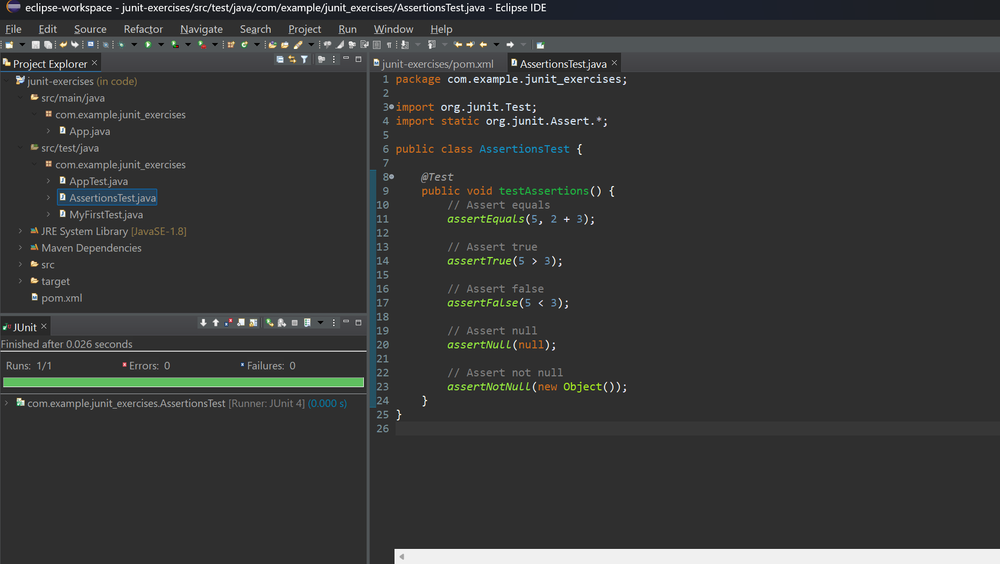 eclipse-workspace - junit-exercises/src/test/java/com/example/junit_exercises/AssertionsTest.java - Eclipse IDE
File Edit Source Refactor Navigate Search Project Run Window Help
Project Explorer
junit-exercises (in code)
src/main/java
com.example.junit_exercises
App.java
src/test/java
com.example.junit_exercises
AppTest.java
AssertionsTest.java
MyFirstTest.java
JRE System Library [JavaSE-1.8]
Maven Dependencies
src
target
pom.xml
JUnit
Finished after 0.026 seconds
Runs: 1/1 Errors: 0 Failures: 0
com.example.junit_exercises.AssertionsTest [Runner: JUnit 4] (0.000 s)
junit-exercises/pom.xml AssertionsTest.java
1 package com.example.junit_exercises;
2
3 import org.junit.Test;
4 import static org.junit.Assert.*;
5
6 public class AssertionsTest {
7
8     @Test
9     public void testAssertions() {
10         // Assert equals
11         assertEquals(5, 2 + 3);
12
13         // Assert true
14         assertTrue(5 > 3);
15
16         // Assert false
17         assertFalse(5 < 3);
18
19         // Assert null
20         assertNull(null);
21
22         // Assert not null
23         assertNotNull(new Object());
24     }
25 }
26